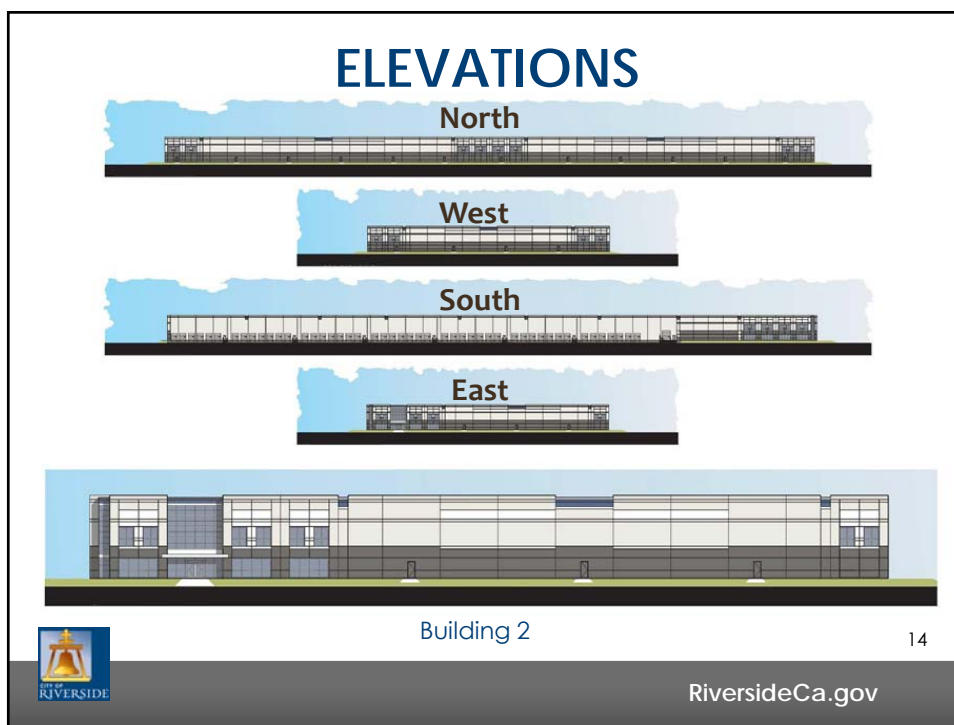 ELEVATIONS
North
West
South
East
Building 2
14
CITY OF
RIVERSIDE
RiversideCa.gov